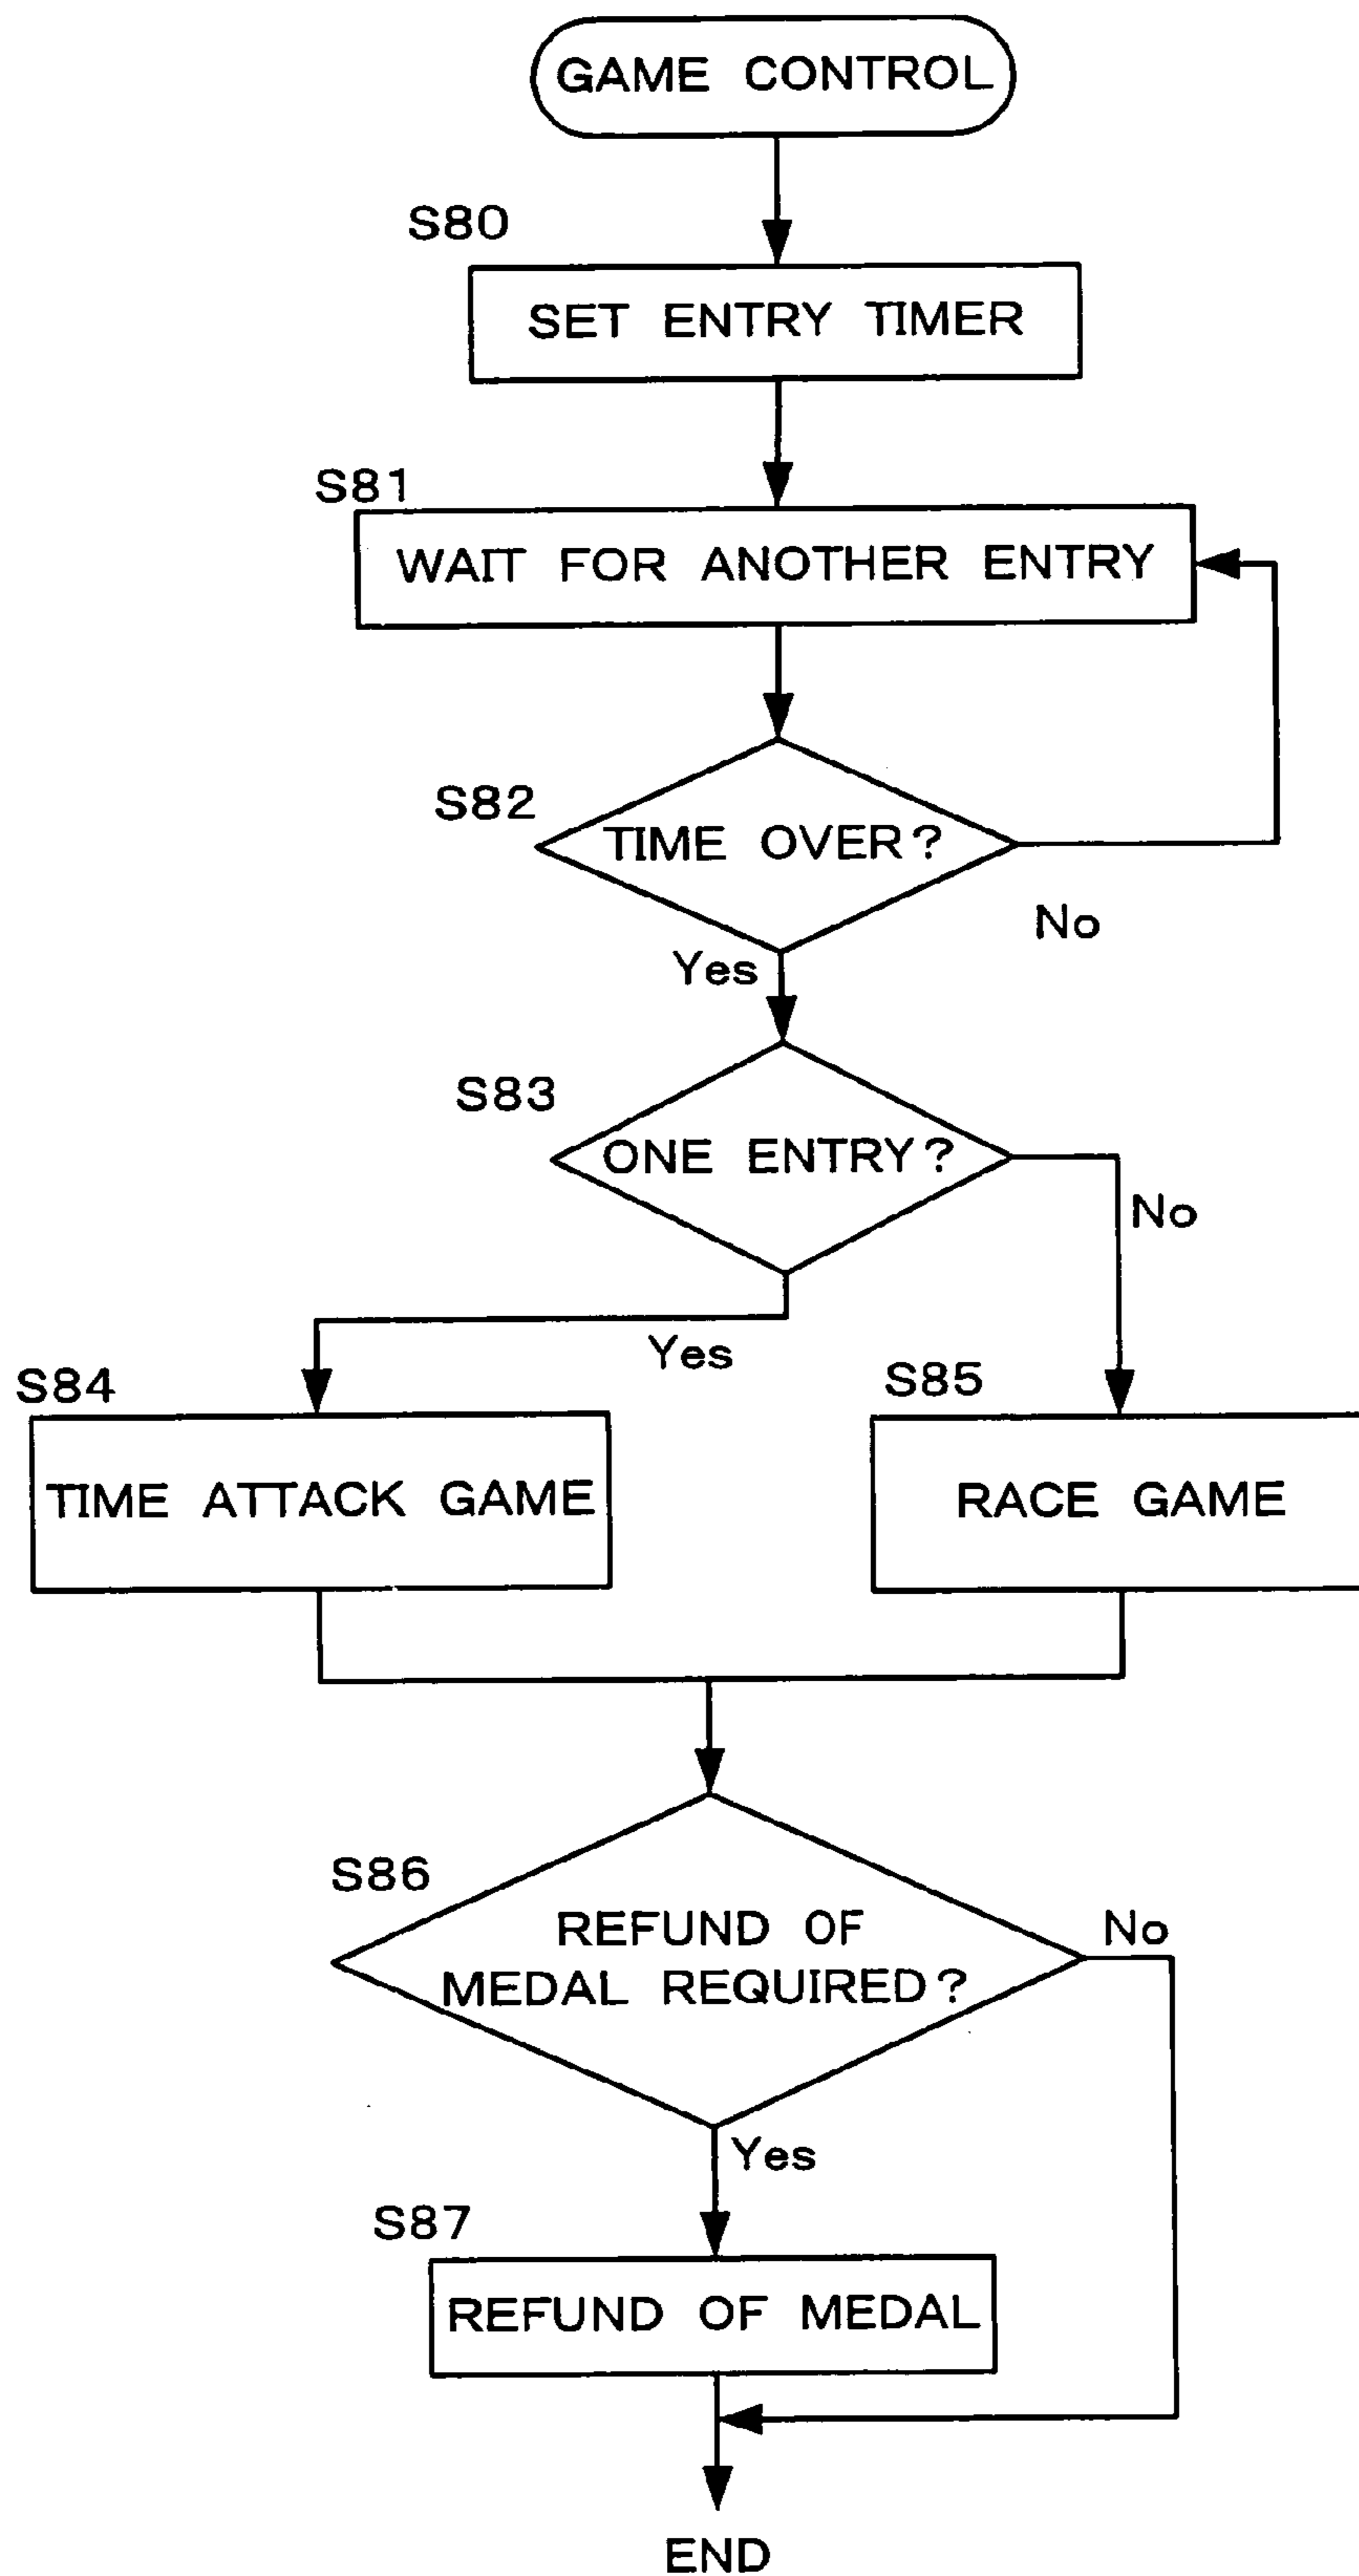 GAME CONTROL
S80
SET ENTRY TIMER
S81
WAIT FOR ANOTHER ENTRY
S82
TIME OVER?
No
Yes
S83
ONE ENTRY?
No
Yes
S84
S85
TIME ATTACK GAME
RACE GAME
S86
REFUND OF
No
MEDAL REQUIRED?
Yes
S87
REFUND OF MEDAL
END